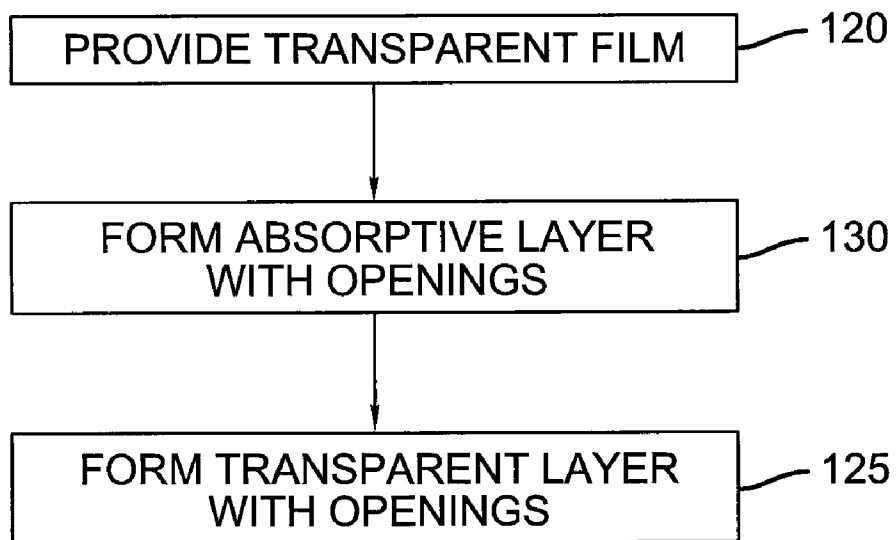 PROVIDE TRANSPARENT FILM
120
FORM ABSORPTIVE LAYER
WITH OPENINGS
130
FORM TRANSPARENT LAYER
WITH OPENINGS
125